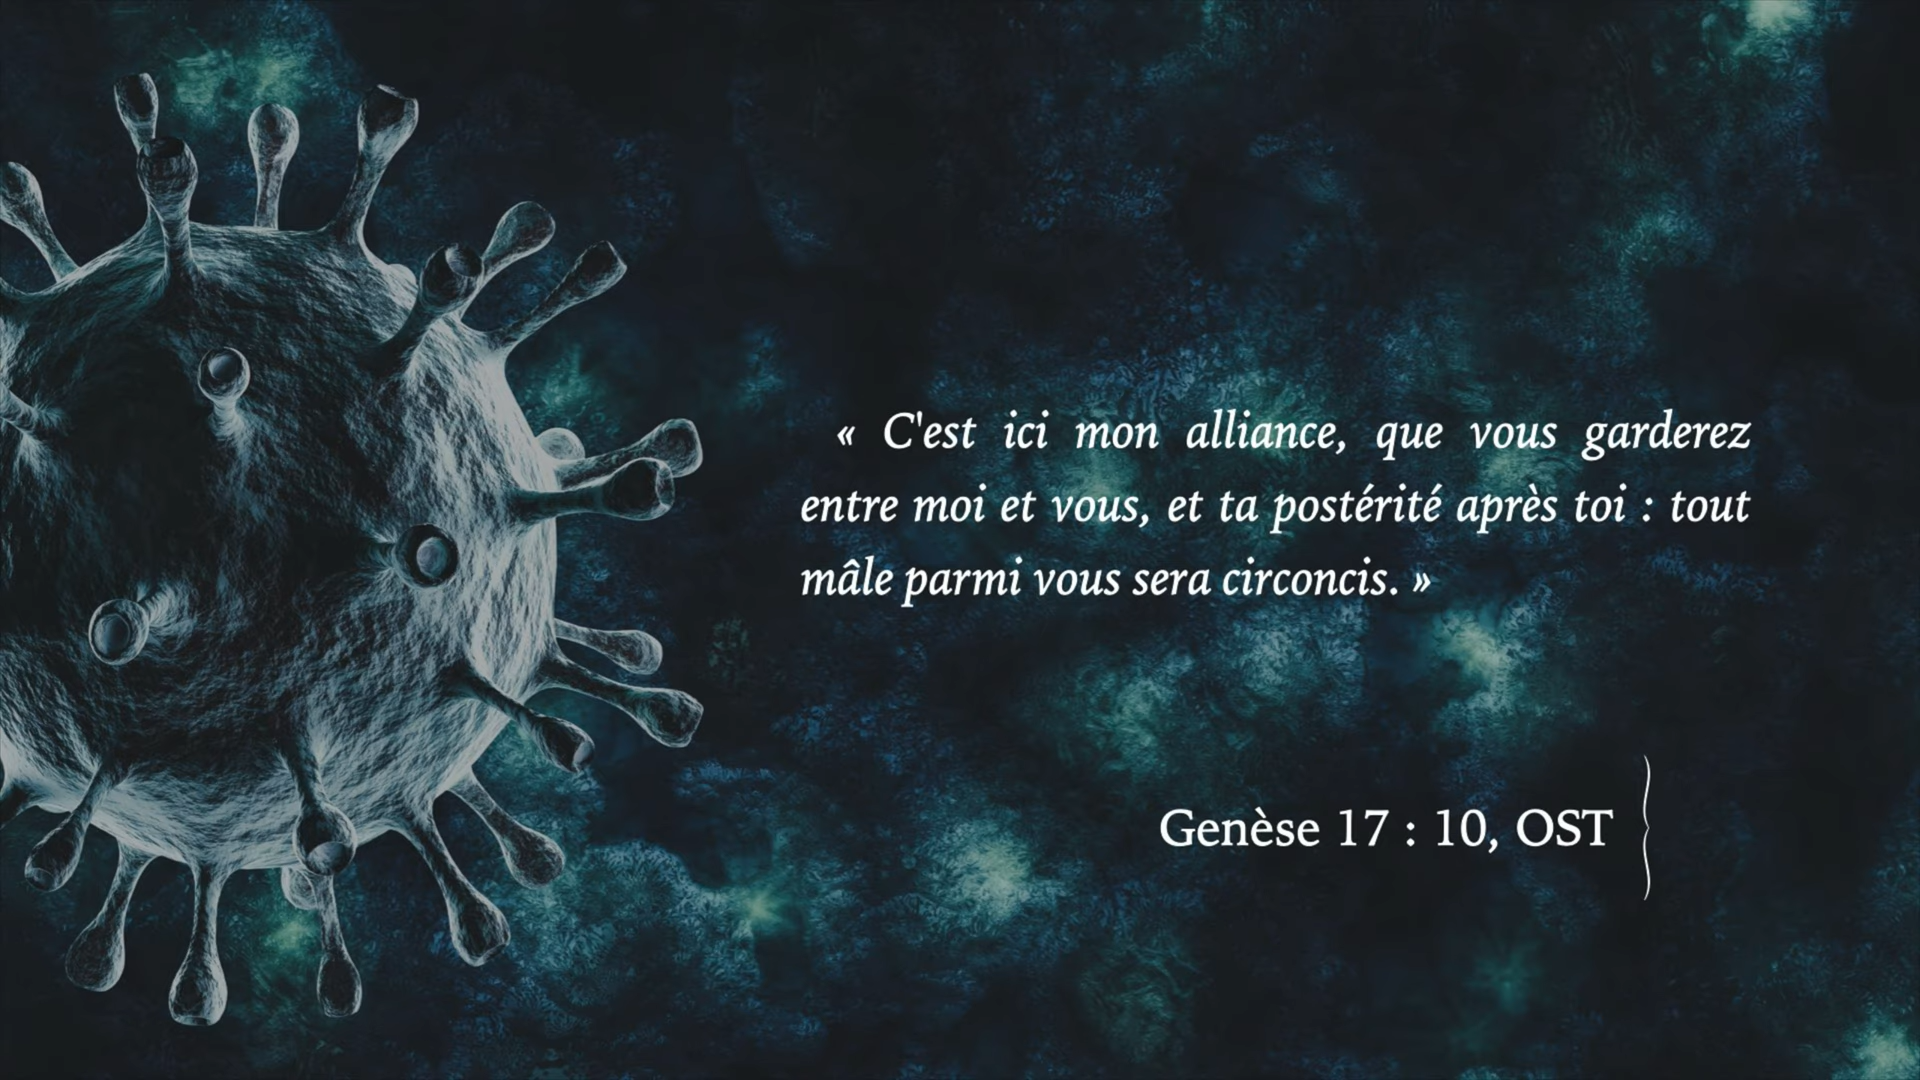 « C'est ici mon alliance, que vous garderez
entre moi et vous, et ta postérité après toi : tout
mâle parmi vous sera circoncis. »
Genèse 17 : 10, OST